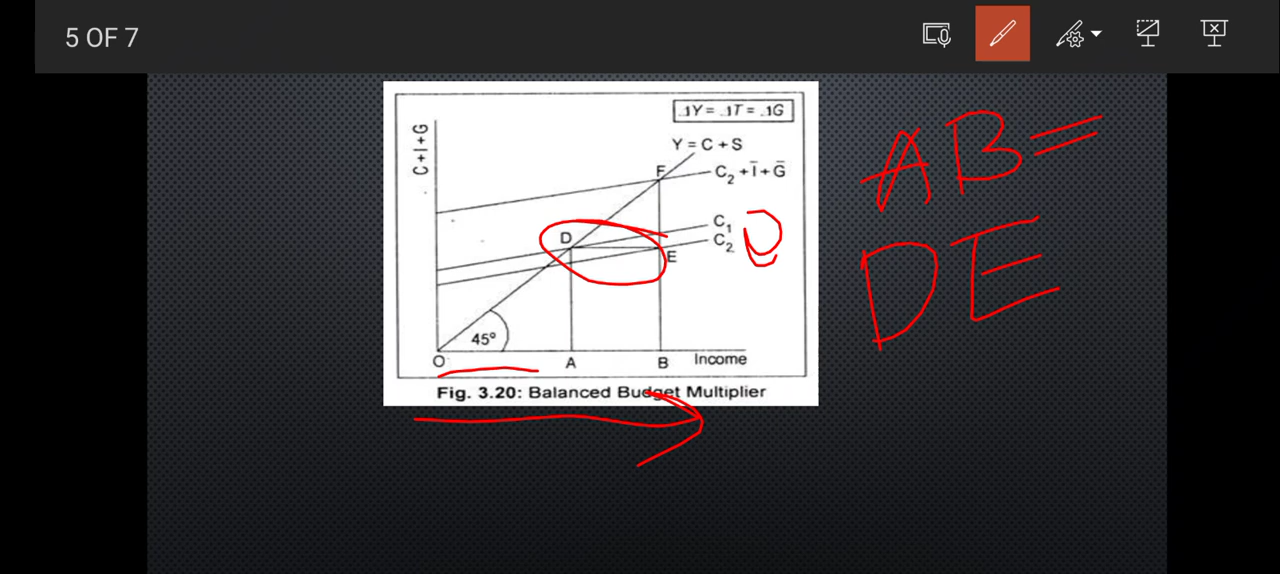 5 OF 7
ΔY = ΔT = ΔG
C+I+G
Y = C + S
F
C₂ + Ī + Ḡ
D
C₁
C₂
E
45°
O
A
B
Income
Fig. 3.20: Balanced Budget Multiplier
AB=
DE